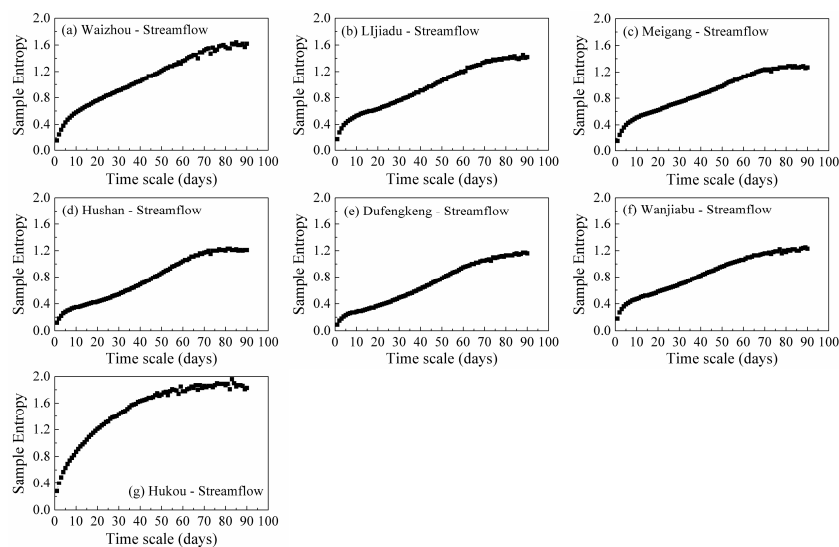 (a) Waizhou - Streamflow
Sample Entropy
2.0
1.6
1.2
0.8
0.4
0.0
0 10 20 30 40 50 60 70 80 90 100
Time scale (days)
(b) LIjiadu - Streamflow
Sample Entropy
2.0
1.6
1.2
0.8
0.4
0.0
0 10 20 30 40 50 60 70 80 90 100
Time scale (days)
(c) Meigang - Streamflow
Sample Entropy
2.0
1.6
1.2
0.8
0.4
0.0
0 10 20 30 40 50 60 70 80 90 100
Time scale (days)
(d) Hushan - Streamflow
Sample Entropy
2.0
1.6
1.2
0.8
0.4
0.0
0 10 20 30 40 50 60 70 80 90 100
Time scale (days)
(e) Dufengkeng - Streamflow
Sample Entropy
2.0
1.6
1.2
0.8
0.4
0.0
0 10 20 30 40 50 60 70 80 90 100
Time scale (days)
(f) Wanjiabu - Streamflow
Sample Entropy
2.0
1.6
1.2
0.8
0.4
0.0
0 10 20 30 40 50 60 70 80 90 100
Time scale (days)
(g) Hukou - Streamflow
Sample Entropy
2.0
1.6
1.2
0.8
0.4
0.0
0 10 20 30 40 50 60 70 80 90 100
Time scale (days)